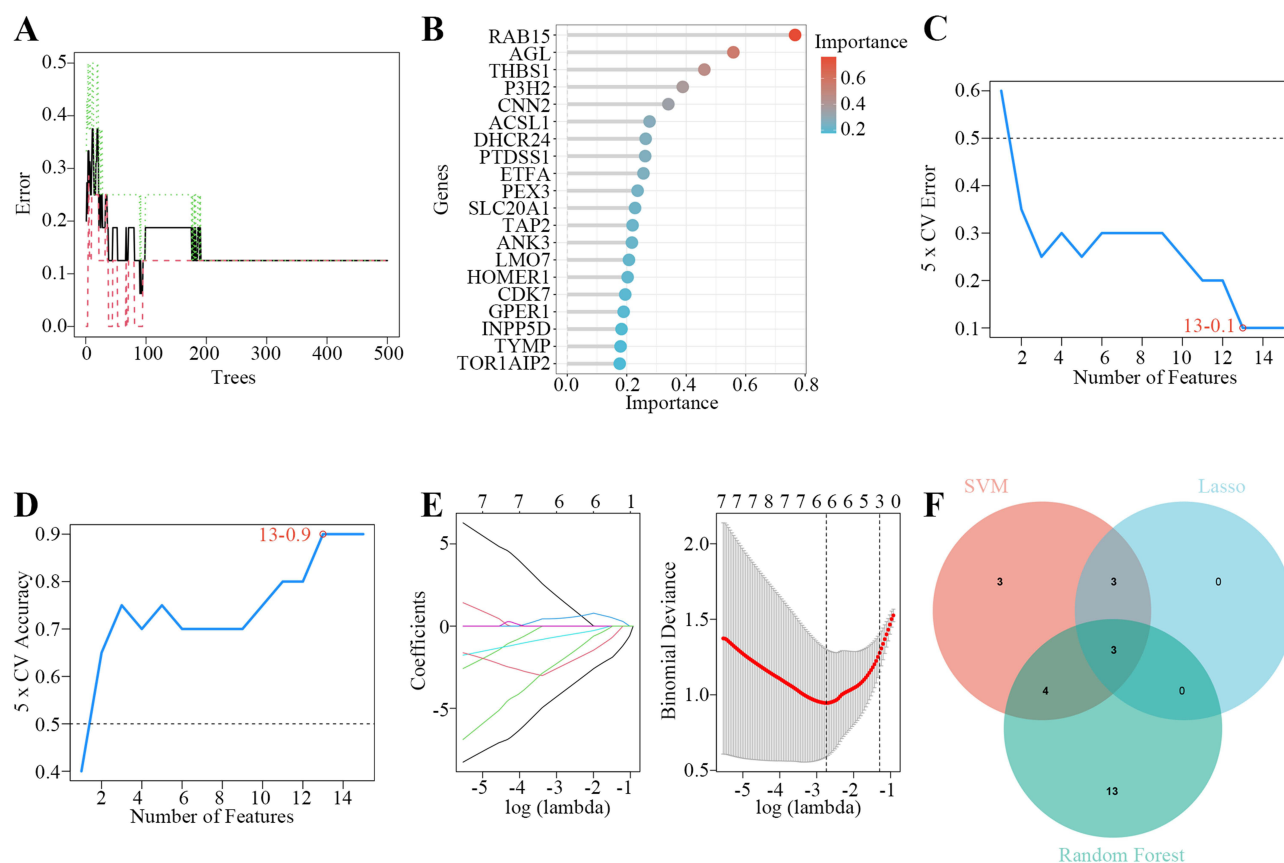 A
Error
0.5
0.4
0.3
0.2
0.1
0.0
0 100 200 300 400 500
Trees
B
Genes
RAB15
AGL
THBS1
P3H2
CNN2
ACSL1
DHCR24
PTDSS1
ETFA
PEX3
SLC20A1
TAP2
ANK3
LMO7
HOMER1
CDK7
GPER1
INPP5D
TYMP
TOR1AIP2
0.0 0.2 0.4 0.6 0.8
Importance
Importance
0.6
0.4
0.2
C
5 x CV Error
0.6
0.5
0.4
0.3
0.2
0.1
13-0.1
2 4 6 8 10 12 14
Number of Features
D
5 x CV Accuracy
0.9
0.8
0.7
0.6
0.5
0.4
13-0.9
2 4 6 8 10 12 14
Number of Features
E
7 7 6 6 1
Coefficients
5
0
-5
-5 -4 -3 -2 -1
log (lambda)
7 7 7 8 7 7 6 6 6 5 3 0
Binomial Deviance
2.0
1.5
1.0
0.5
-5 -4 -3 -2 -1
log (lambda)
F
SVM
Lasso
3
3
0
3
4
0
13
Random Forest